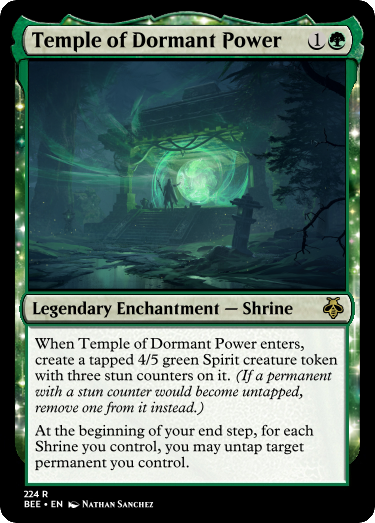 Temple of Dormant Power 1
Legendary Enchantment — Shrine
When Temple of Dormant Power enters,
create a tapped 4/5 green Spirit creature token
with three stun counters on it. (If a permanent
with a stun counter would become untapped,
remove one from it instead.)
At the beginning of your end step, for each
Shrine you control, you may untap target
permanent you control.
224 R
BEE • EN Nathan Sanchez